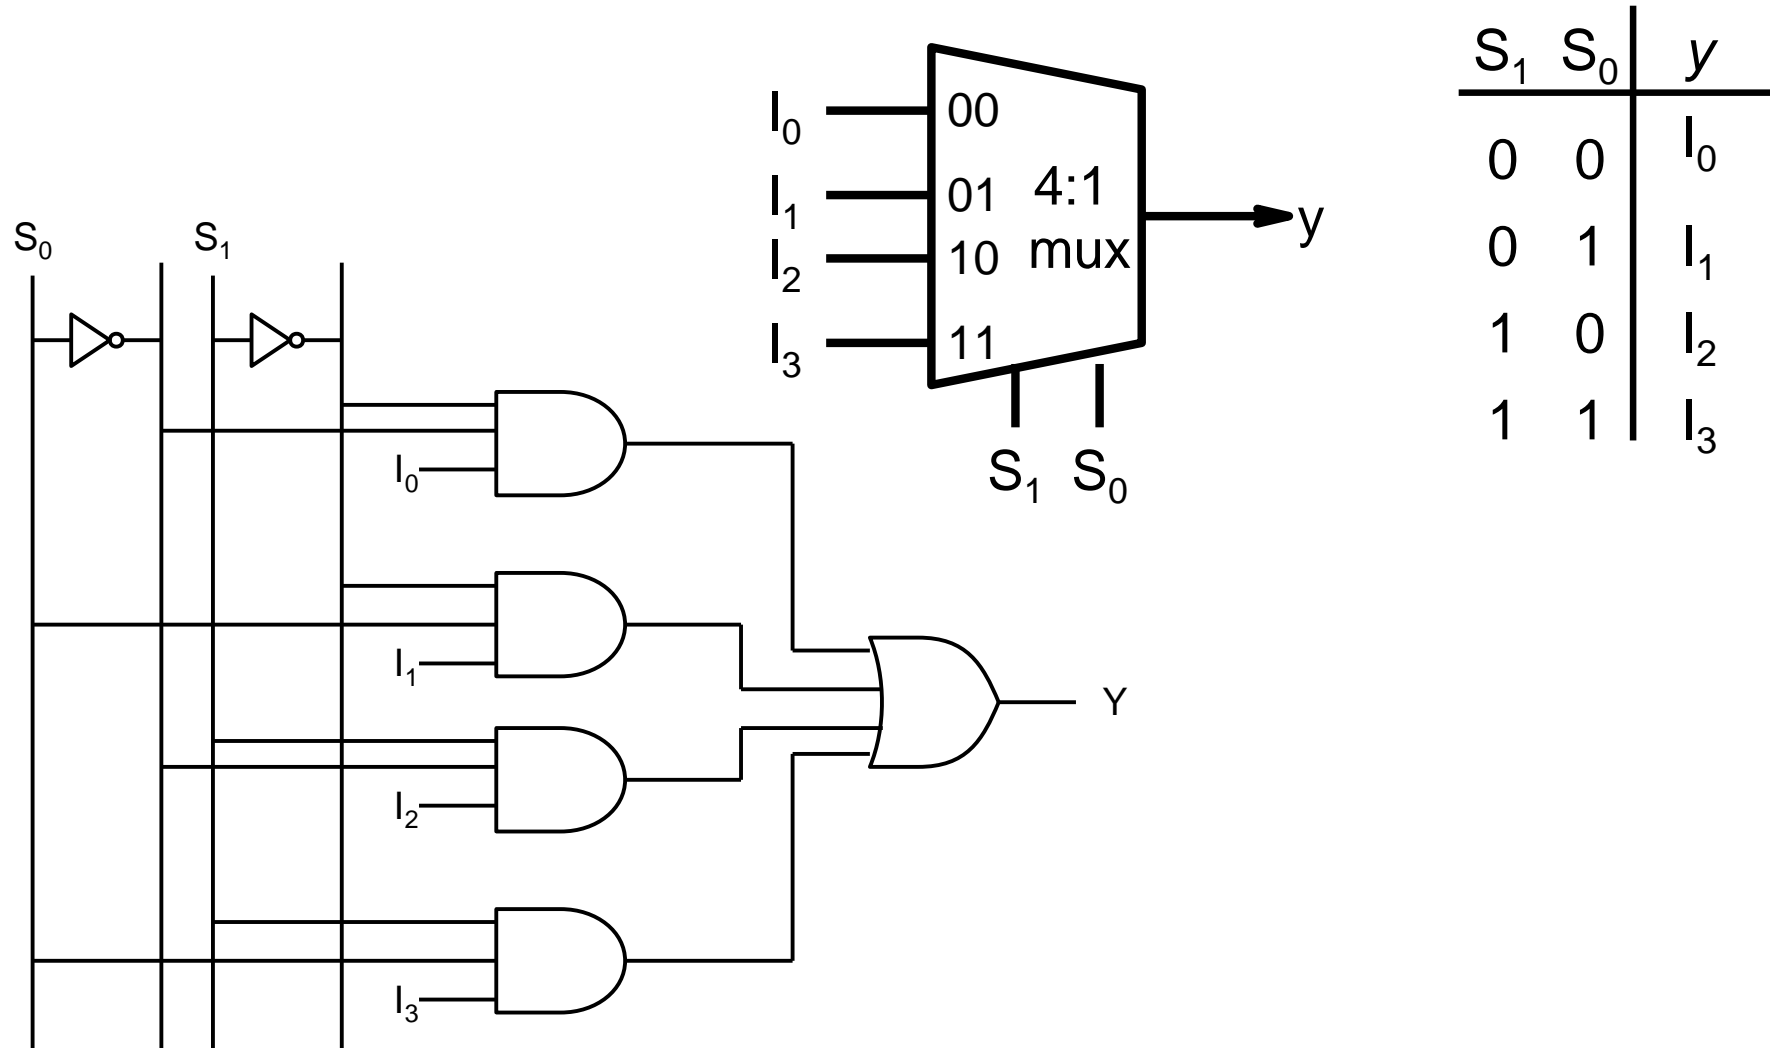 S₁ S₀ y
0 0 I₀
0 1 I₁
1 0 I₂
1 1 I₃
I₀ 00
I₁ 01
I₂ 10
I₃ 11
4:1
mux
y
S₁ S₀
S₀ S₁
I₀
I₁
I₂
I₃
Y